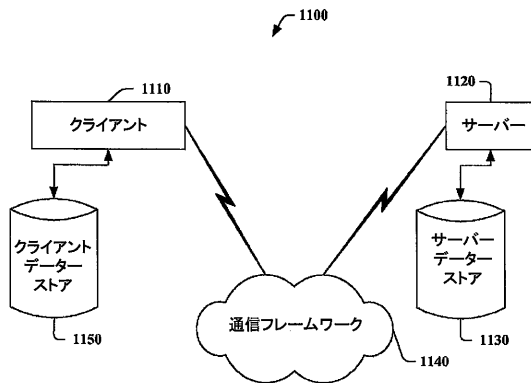 1100
1110
クライアント
1120
サーバー
クライアント
データー
ストア
サーバー
データー
ストア
通信フレームワーク
1150
1140
1130